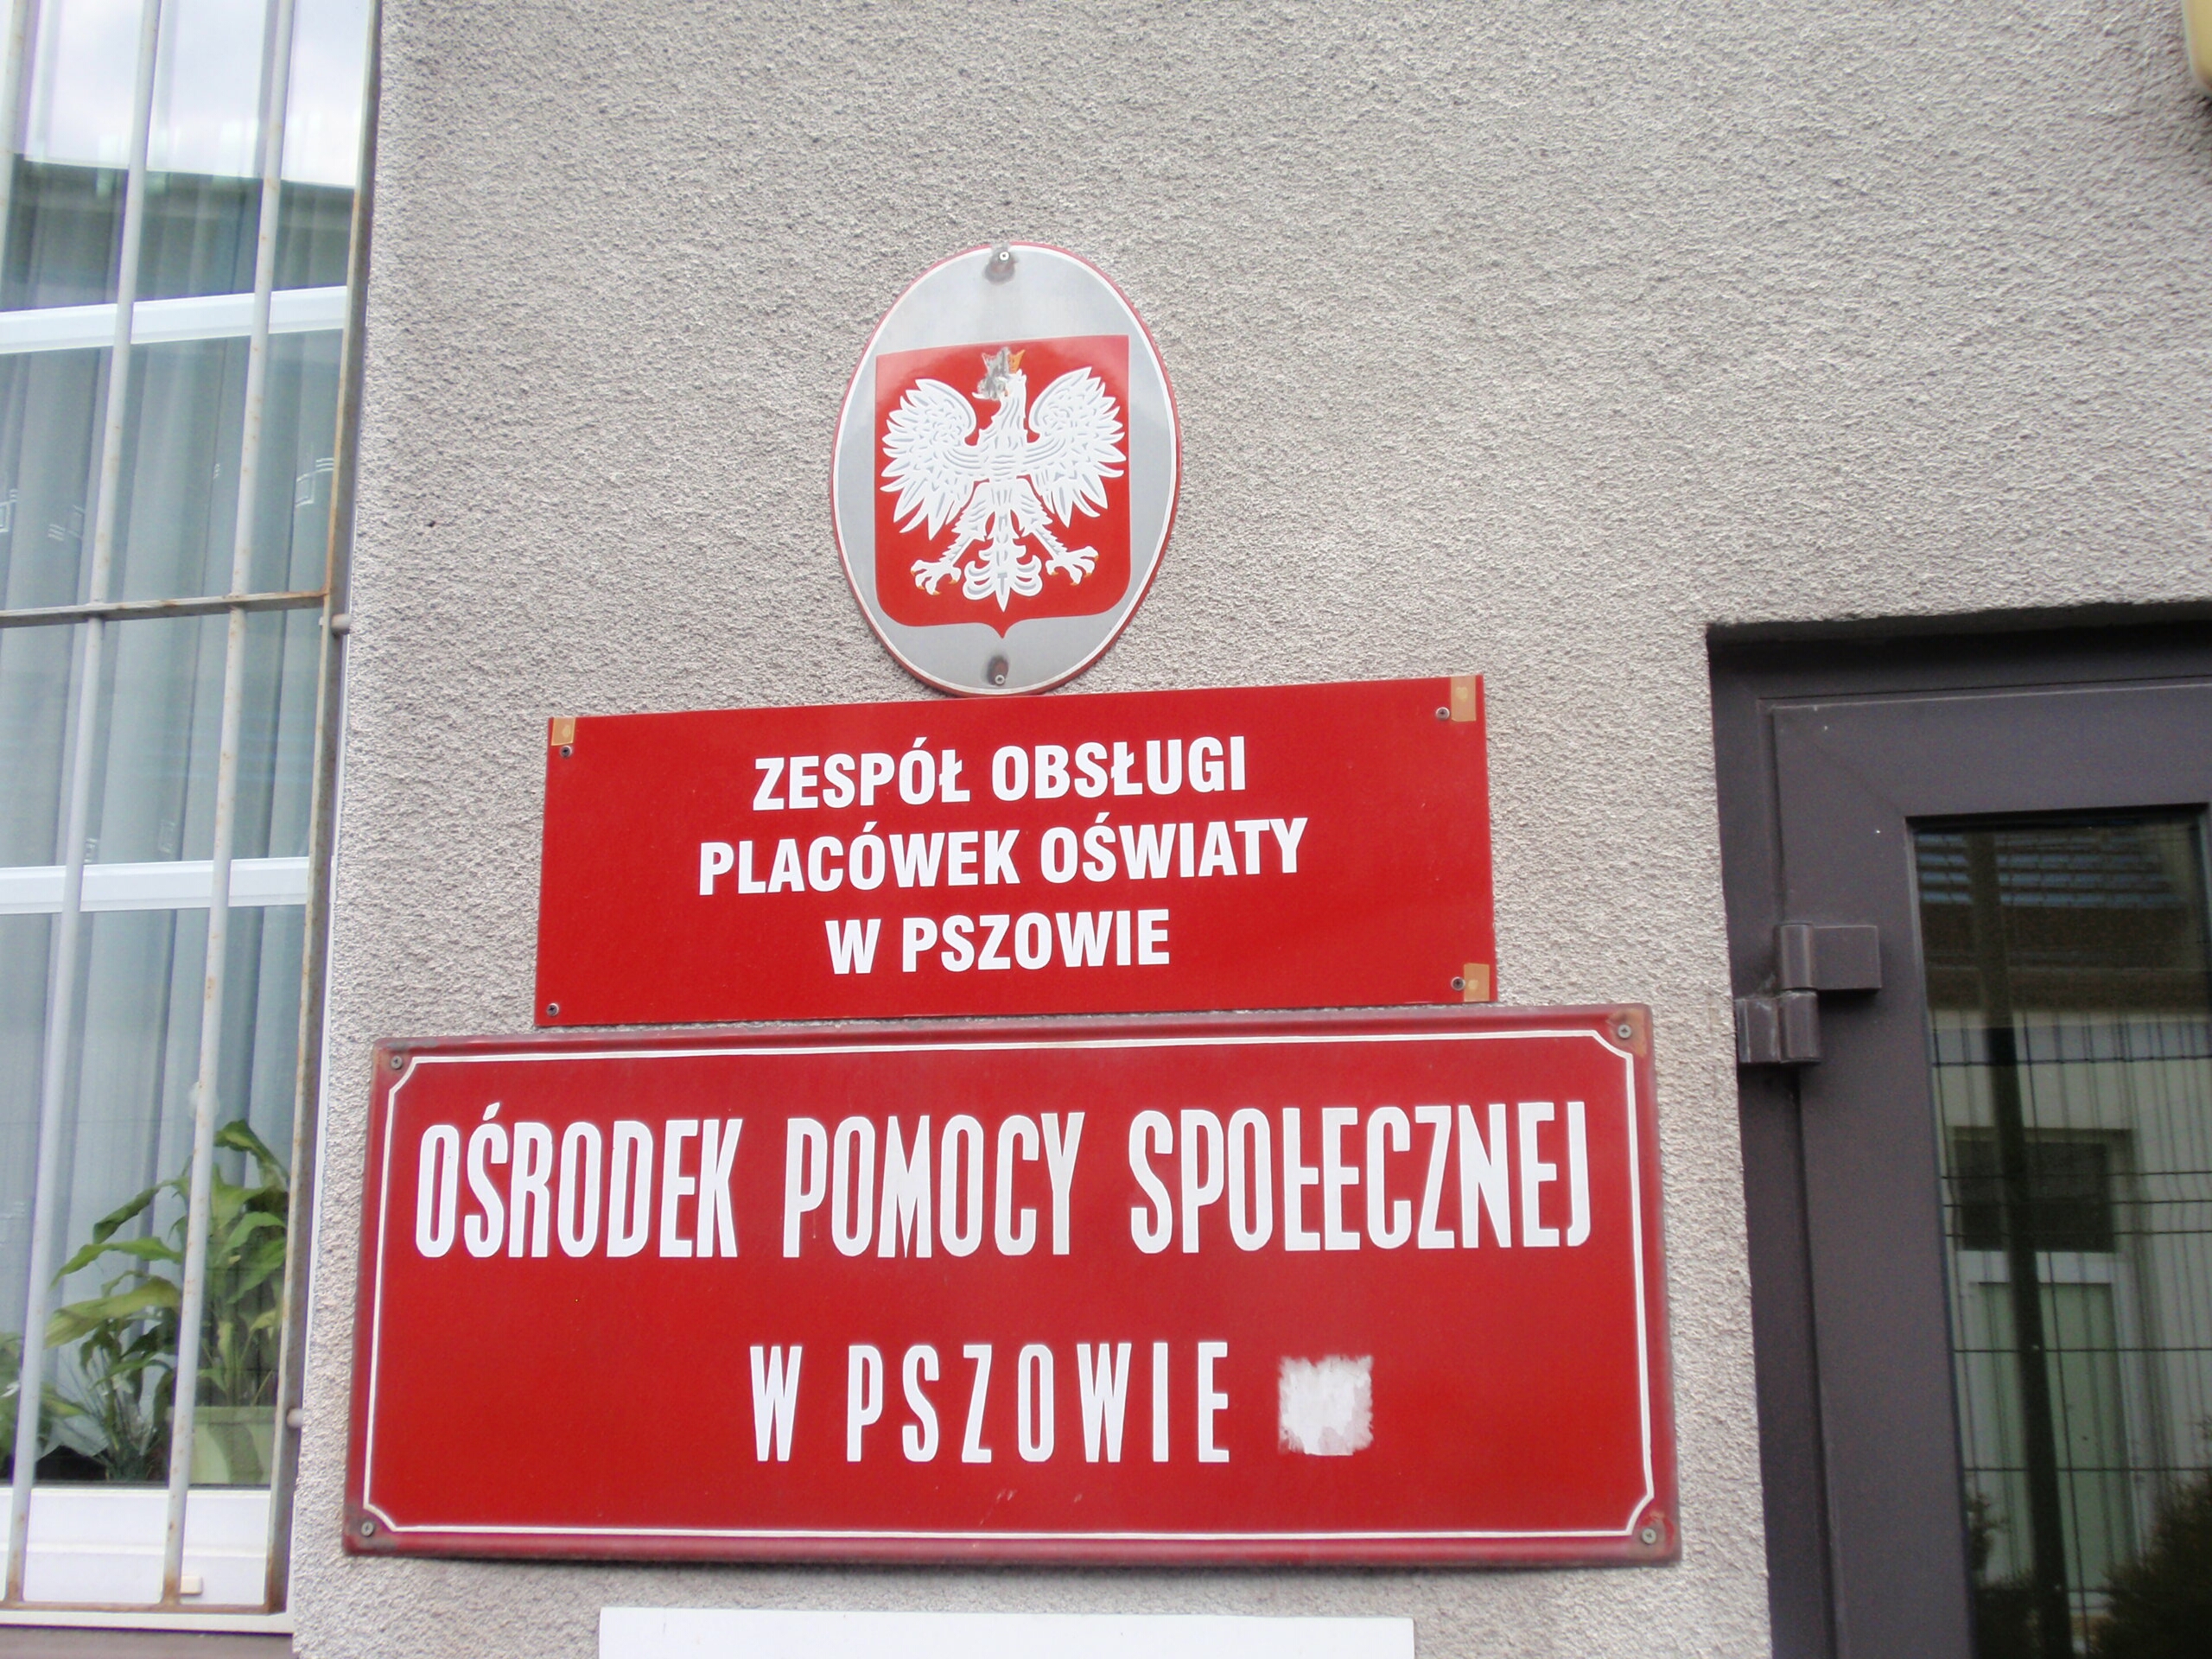 ZESPÓŁ OBSŁUGI
PLACÓWEK OŚWIATY
W PSZOWIE
OŚRODEK POMOCY SPOŁECZNEJ
W PSZOWIE